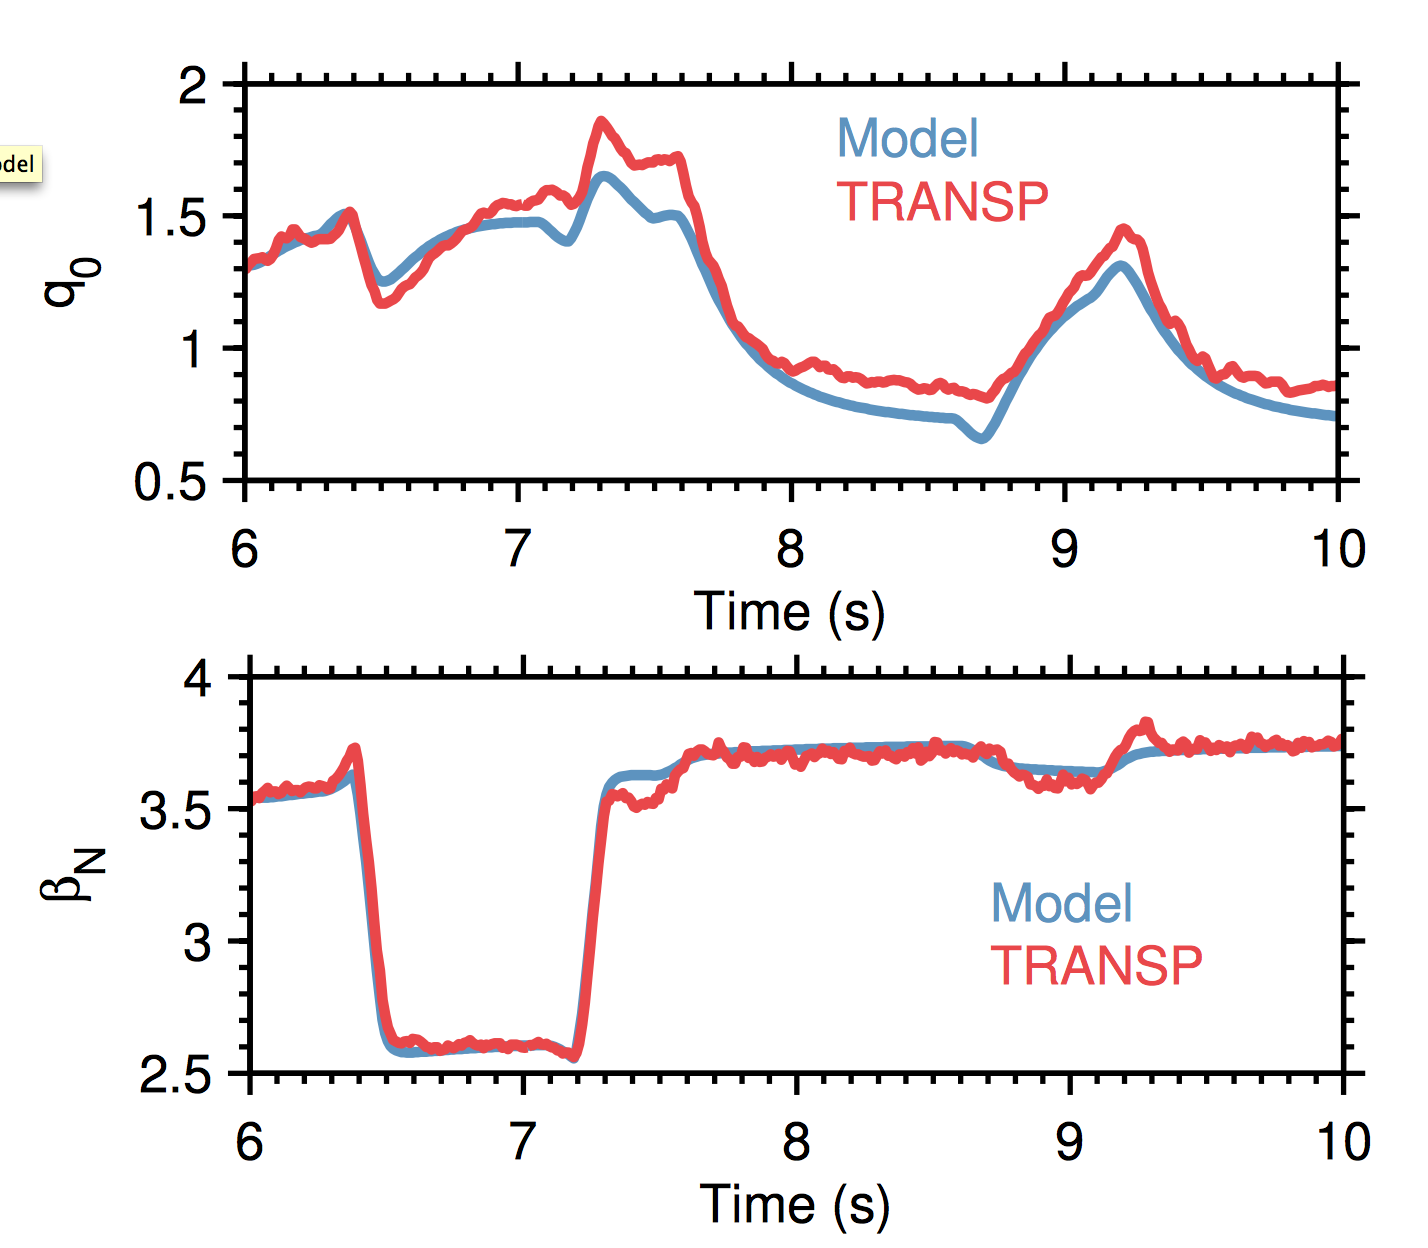 2
1.5
1
0.5
q0
Model
TRANSP
odel
6 7 8 9 10
Time (s)
4
3.5
3
2.5
βN
Model
TRANSP
6 7 8 9 10
Time (s)